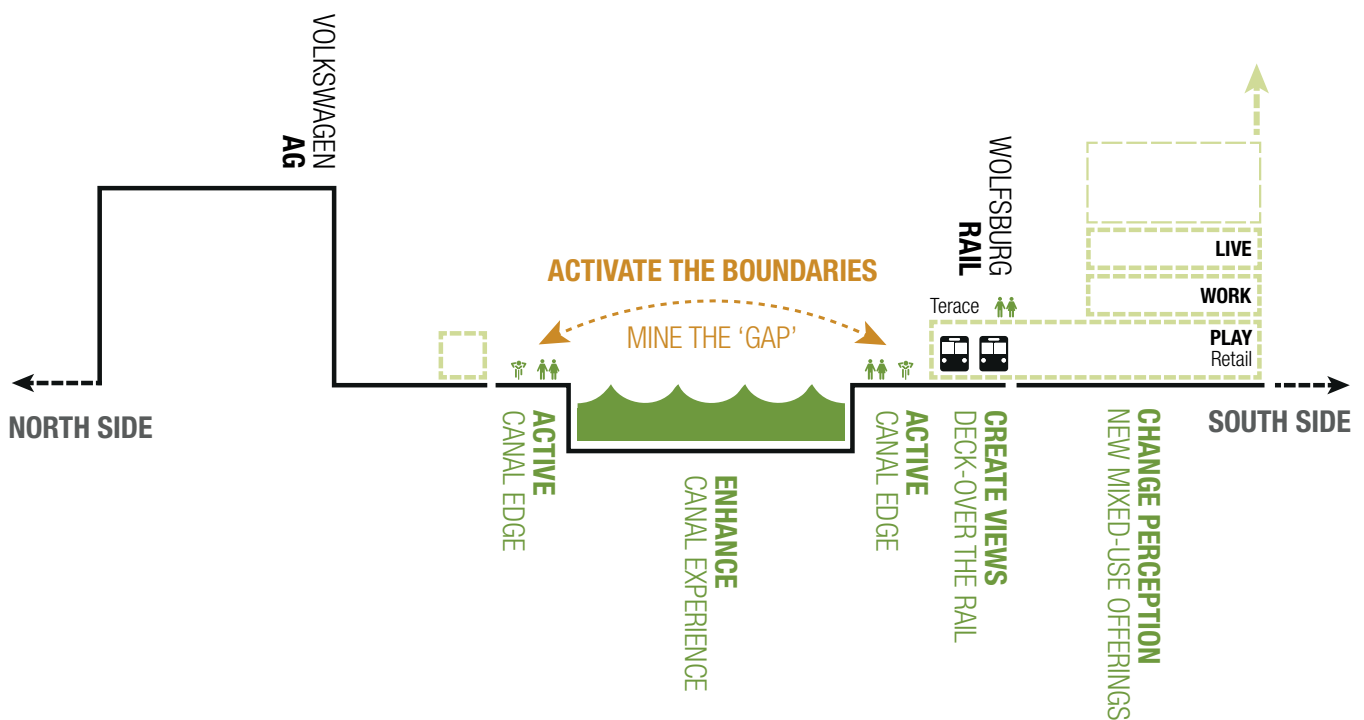 VOLKSWAGEN
AG
WOLFSBURG
RAIL
LIVE
WORK
ACTIVATE THE BOUNDARIES
Terace
MINE THE ‘GAP’
PLAY
Retail
NORTH SIDE
SOUTH SIDE
ACTIVE
CANAL EDGE
ENHANCE
CANAL EXPERIENCE
ACTIVE
CANAL EDGE
CREATE VIEWS
DECK-OVER THE RAIL
CHANGE PERCEPTION
NEW MIXED-USE OFFERINGS